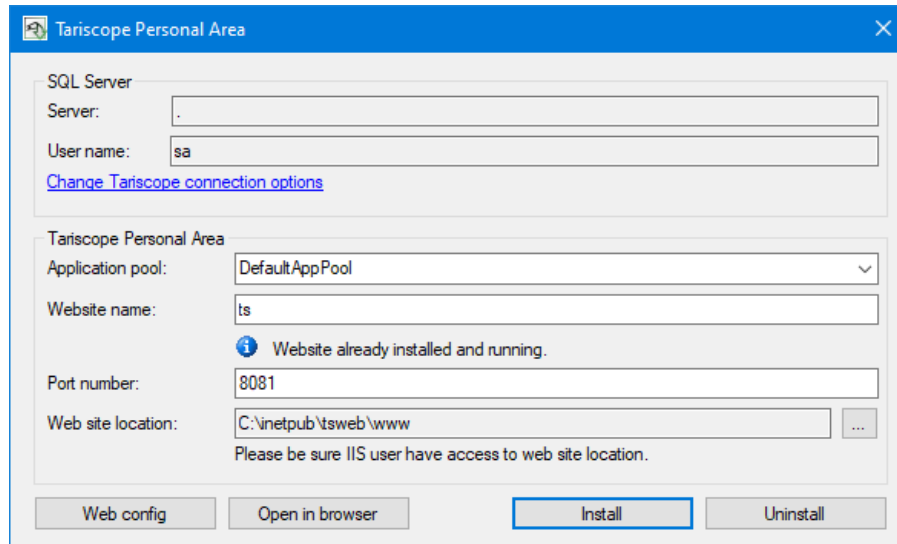 Tariscope Personal Area
SQL Server
Server: .
User name: sa
Change Tariscope connection options
Tariscope Personal Area
Application pool: DefaultAppPool
Website name: ts
Website already installed and running.
Port number: 8081
Web site location: C:\inetpub\tsweb\www ...
Please be sure IIS user have access to web site location.
Web config Open in browser Install Uninstall